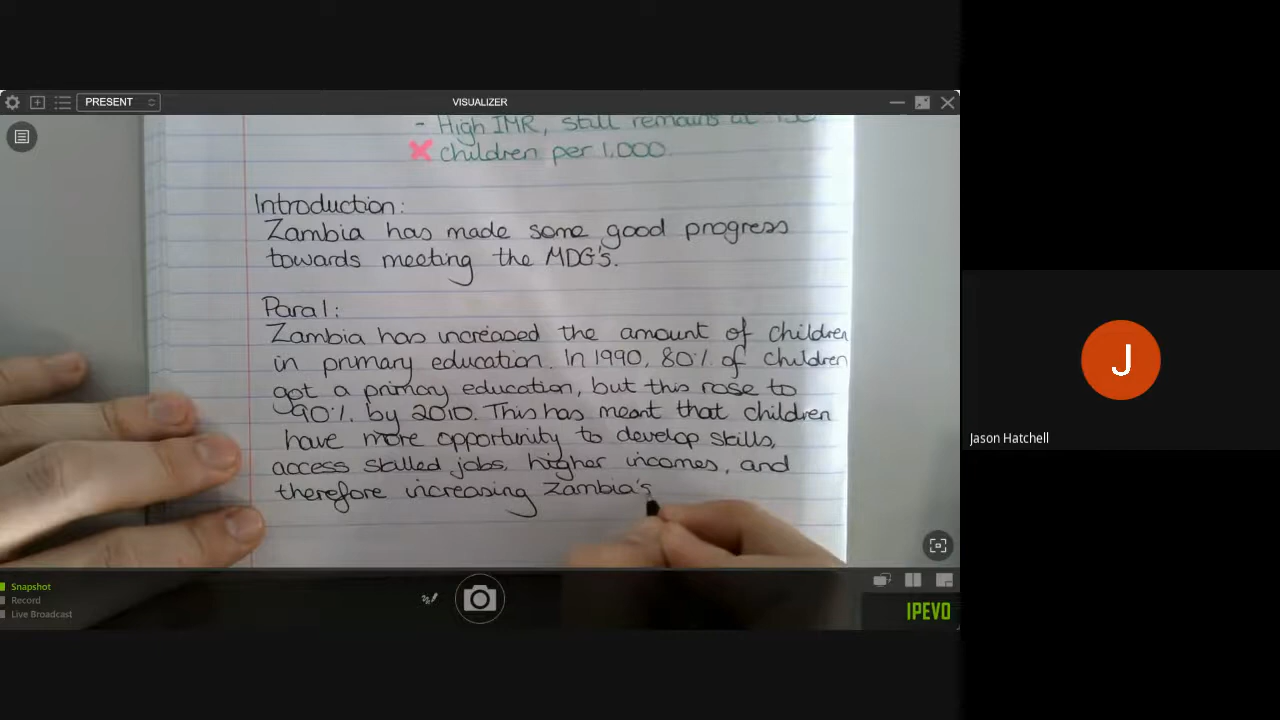 PRESENT
VISUALIZER
- High IMR, still remains at
children per 1,000.
Introduction:
Zambia has made some good progress
towards meeting the MDG's.
Para 1:
Zambia has increased the amount of children
in primary education. In 1990, 80% of children
got a primary education, but this rose to
90% by 2010. This has meant that children
have more opportunity to develop skills,
access skilled jobs, higher incomes, and
therefore increasing Zambia's
Snapshot
Record
Live Broadcast
IPEVO
J
Jason Hatchell